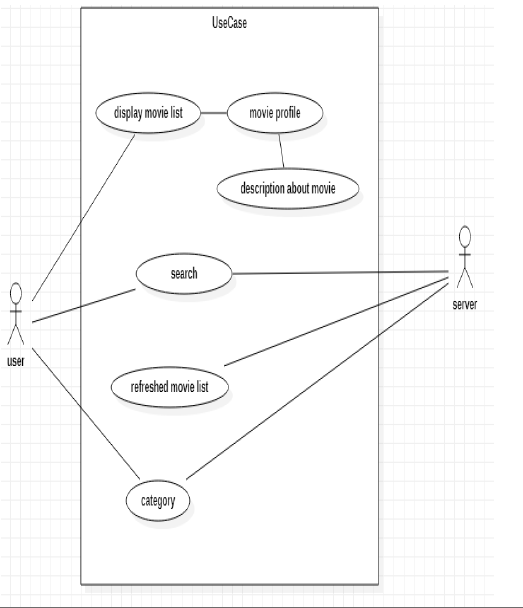 UseCase
display movie list
movie profile
description about movie
search
server
user
refreshed movie list
category